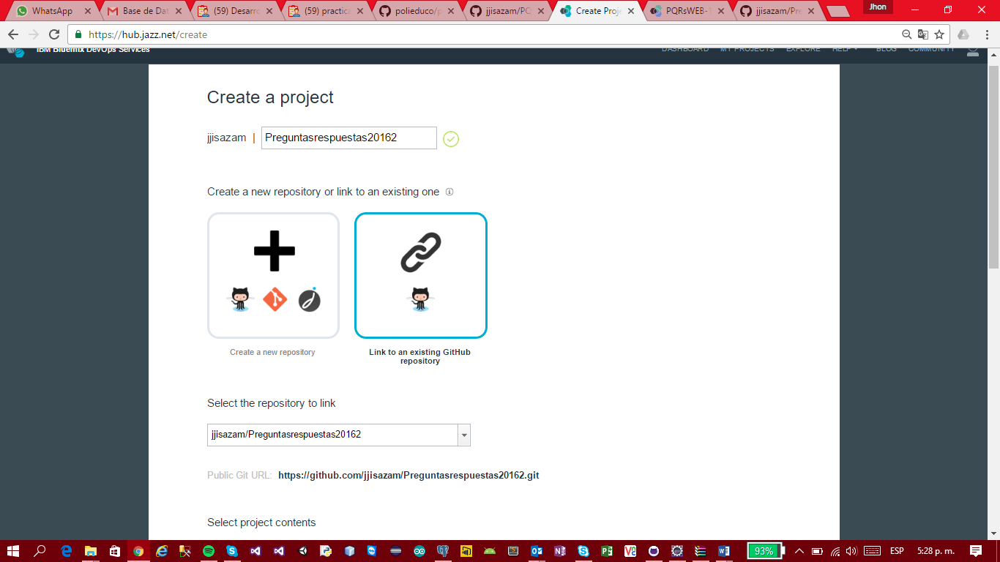 Jhon
WhatsApp
Base de Dat
(59) Desarro
(59) practica
polieduco/p
jjisazam/PQ
Create Proje
PQRsWEB-
jjisazam/Pre
https://hub.jazz.net/create
IBM Bluemix DevOps Services
DASHBOARD MY PROJECTS EXPLORE HELP BLOG COMMUNITY
Create a project
jjisazam | Preguntasrespuestas20162
Create a new repository or link to an existing one
Create a new repository
Link to an existing GitHub
repository
Select the repository to link
jjisazam/Preguntasrespuestas20162
Public Git URL: https://github.com/jjisazam/Preguntasrespuestas20162.git
Select project contents
93%
ESP
5:28 p. m.